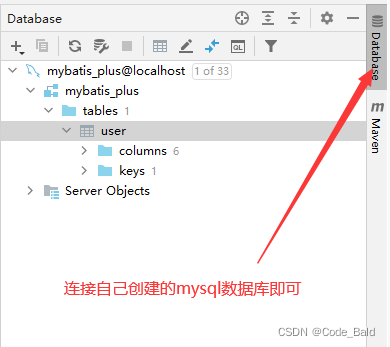 Database
mybatis_plus@localhost 1 of 33
mybatis_plus
tables 1
user
columns 6
keys 1
Server Objects
连接自己创建的mysql数据库即可
Database
m Maven
QL
CSDN @Code_Bald